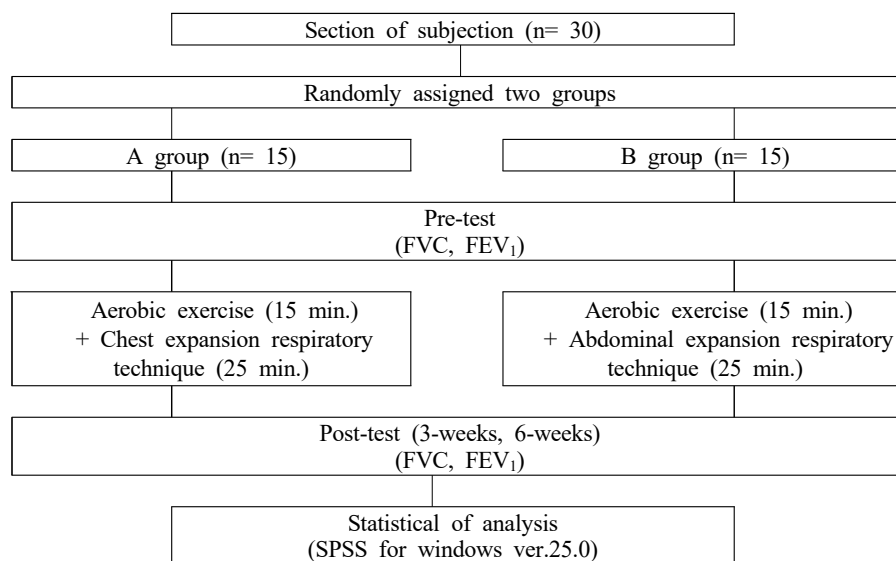 Section of subjection (n= 30)
Randomly assigned two groups
A group (n= 15)
B group (n= 15)
Pre-test
(FVC, FEV₁)
Aerobic exercise (15 min.)
+ Chest expansion respiratory
technique (25 min.)
Aerobic exercise (15 min.)
+ Abdominal expansion respiratory
technique (25 min.)
Post-test (3-weeks, 6-weeks)
(FVC, FEV₁)
Statistical of analysis
(SPSS for windows ver.25.0)